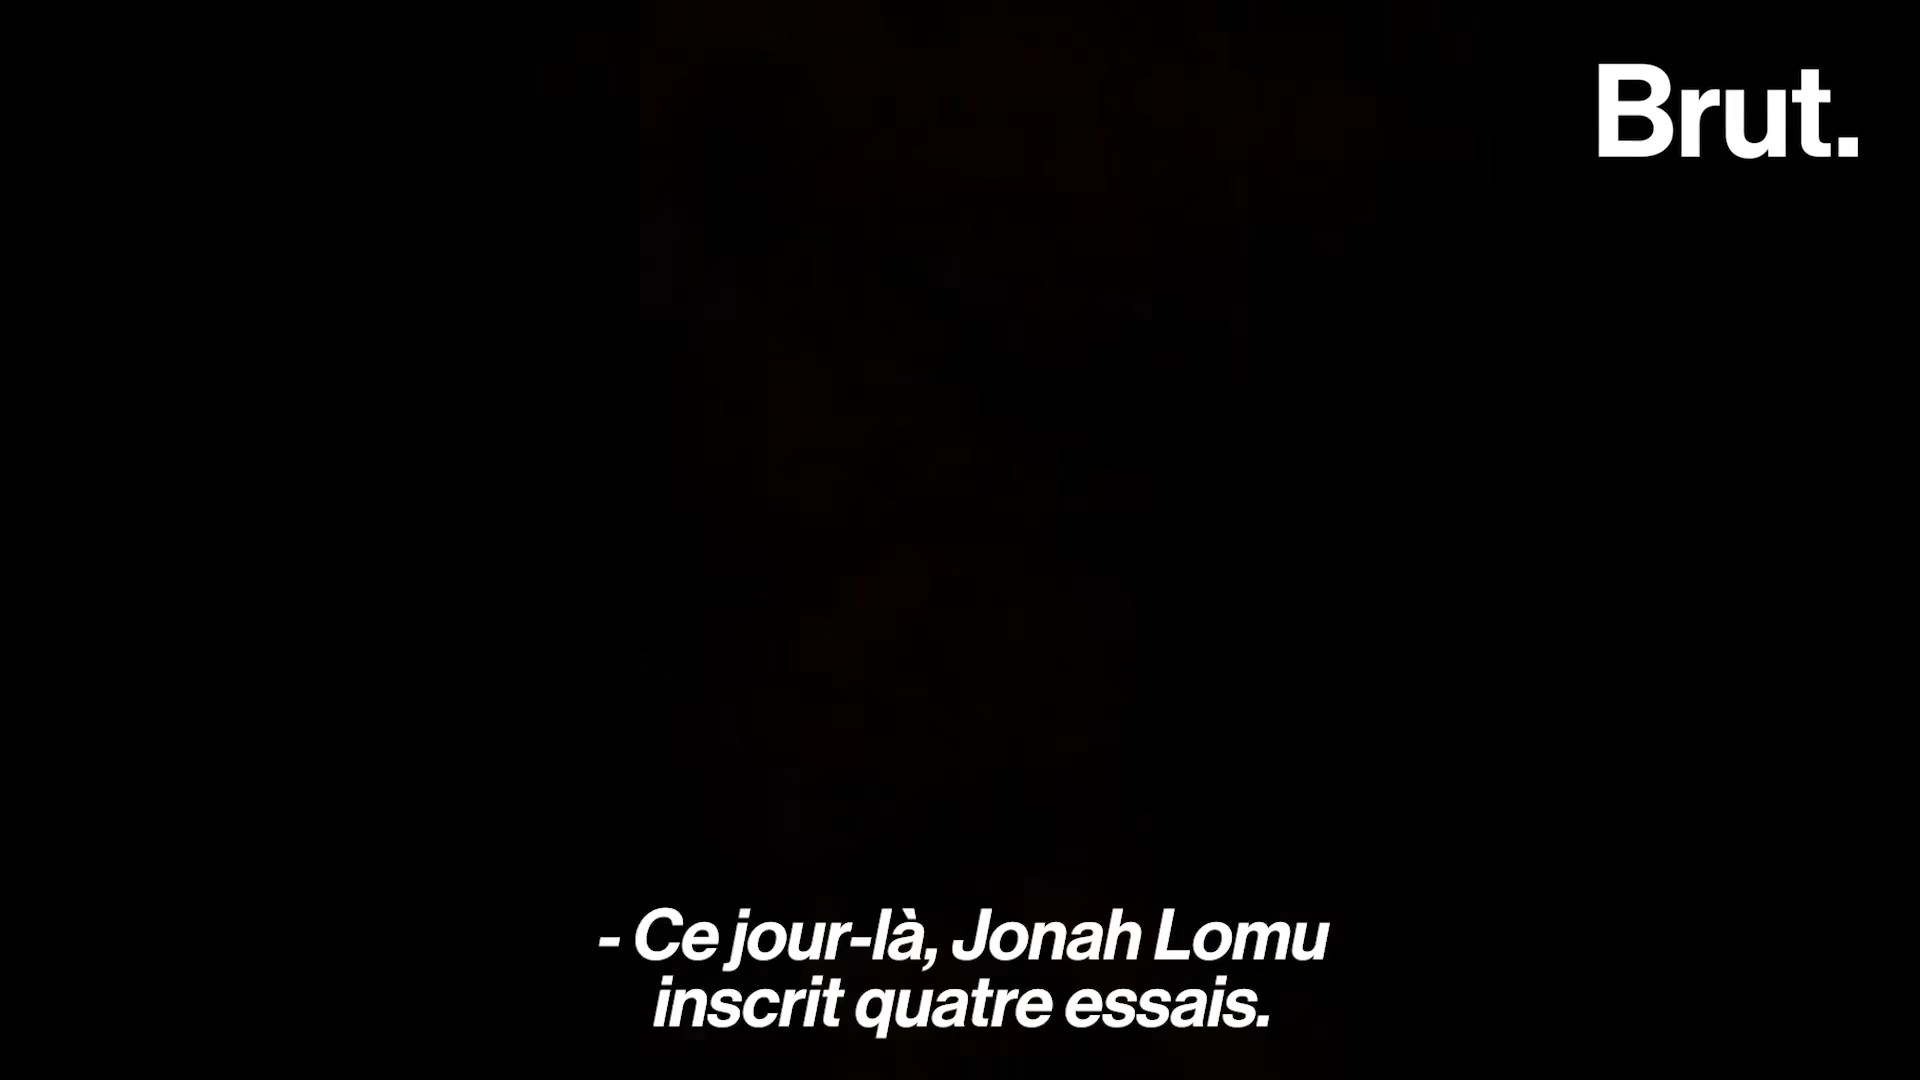 Brut.
- Ce jour-là, Jonah Lomu
inscrit quatre essais.